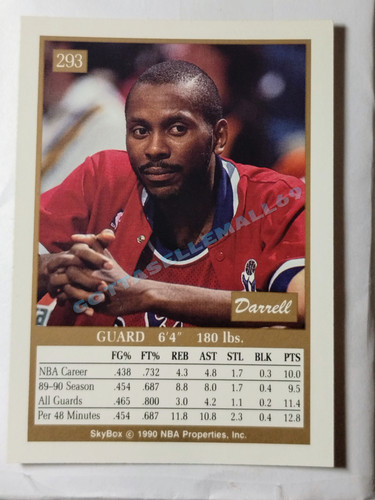 293
COTTASELLEMALL69
Darrell
GUARD 6'4" 180 lbs.
FG% FT% REB AST STL BLK PTS
NBA Career .438 .732 4.3 4.8 1.7 0.3 10.0
89-90 Season .454 .687 8.8 8.0 1.7 0.4 9.5
All Guards .465 .800 3.0 4.2 1.1 0.2 11.4
Per 48 Minutes .454 .687 11.8 10.8 2.3 0.4 12.8
SkyBox © 1990 NBA Properties, Inc.